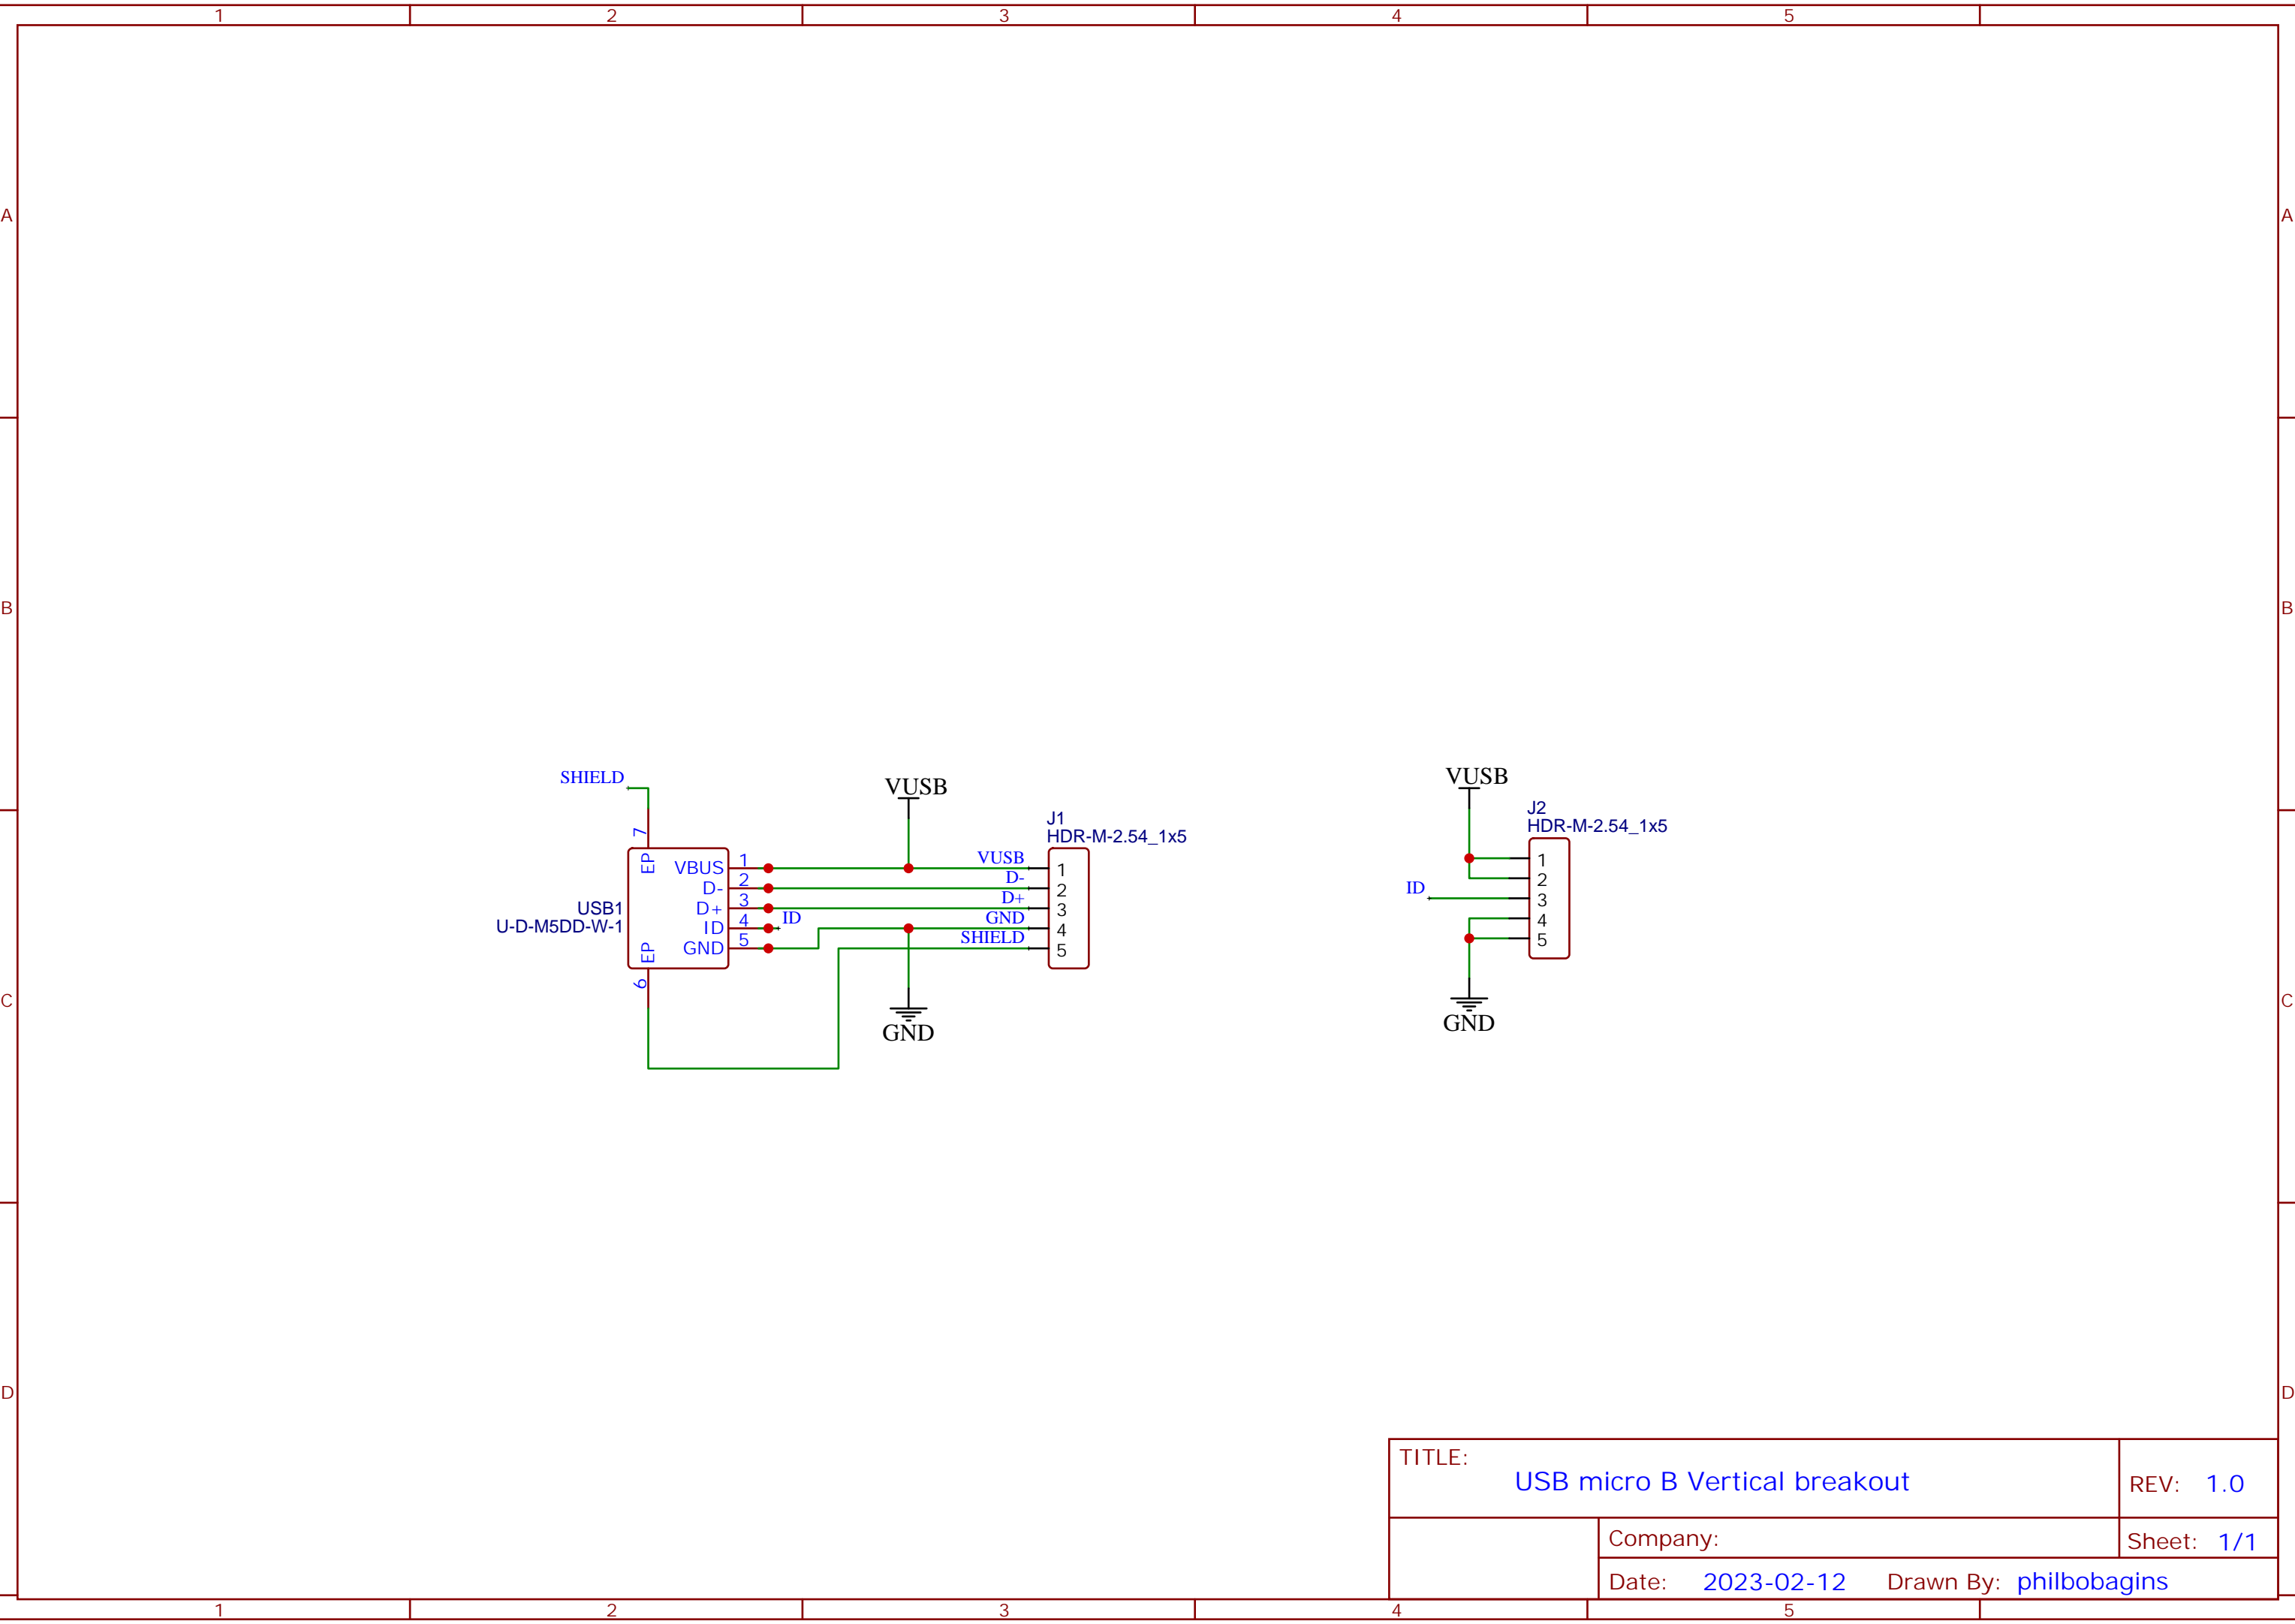 1 2 3 4 5
A A
B B
SHIELD
VUSB
VUSB
J1
HDR-M-2.54_1x5
J2
HDR-M-2.54_1x5
7
EP VBUS 1 VUSB 1
D- 2 D- 2
USB1 D+ 3 D+ 3
U-D-M5DD-W-1 ID 4 ID GND 4
EP GND 5 SHIELD 5
6
1
2
ID 3
4
5
GND
GND
C C
D D
TITLE:
USB micro B Vertical breakout
REV: 1.0
Company:
Sheet: 1/1
Date: 2023-02-12 Drawn By: philbobagins
1 2 3 4 5